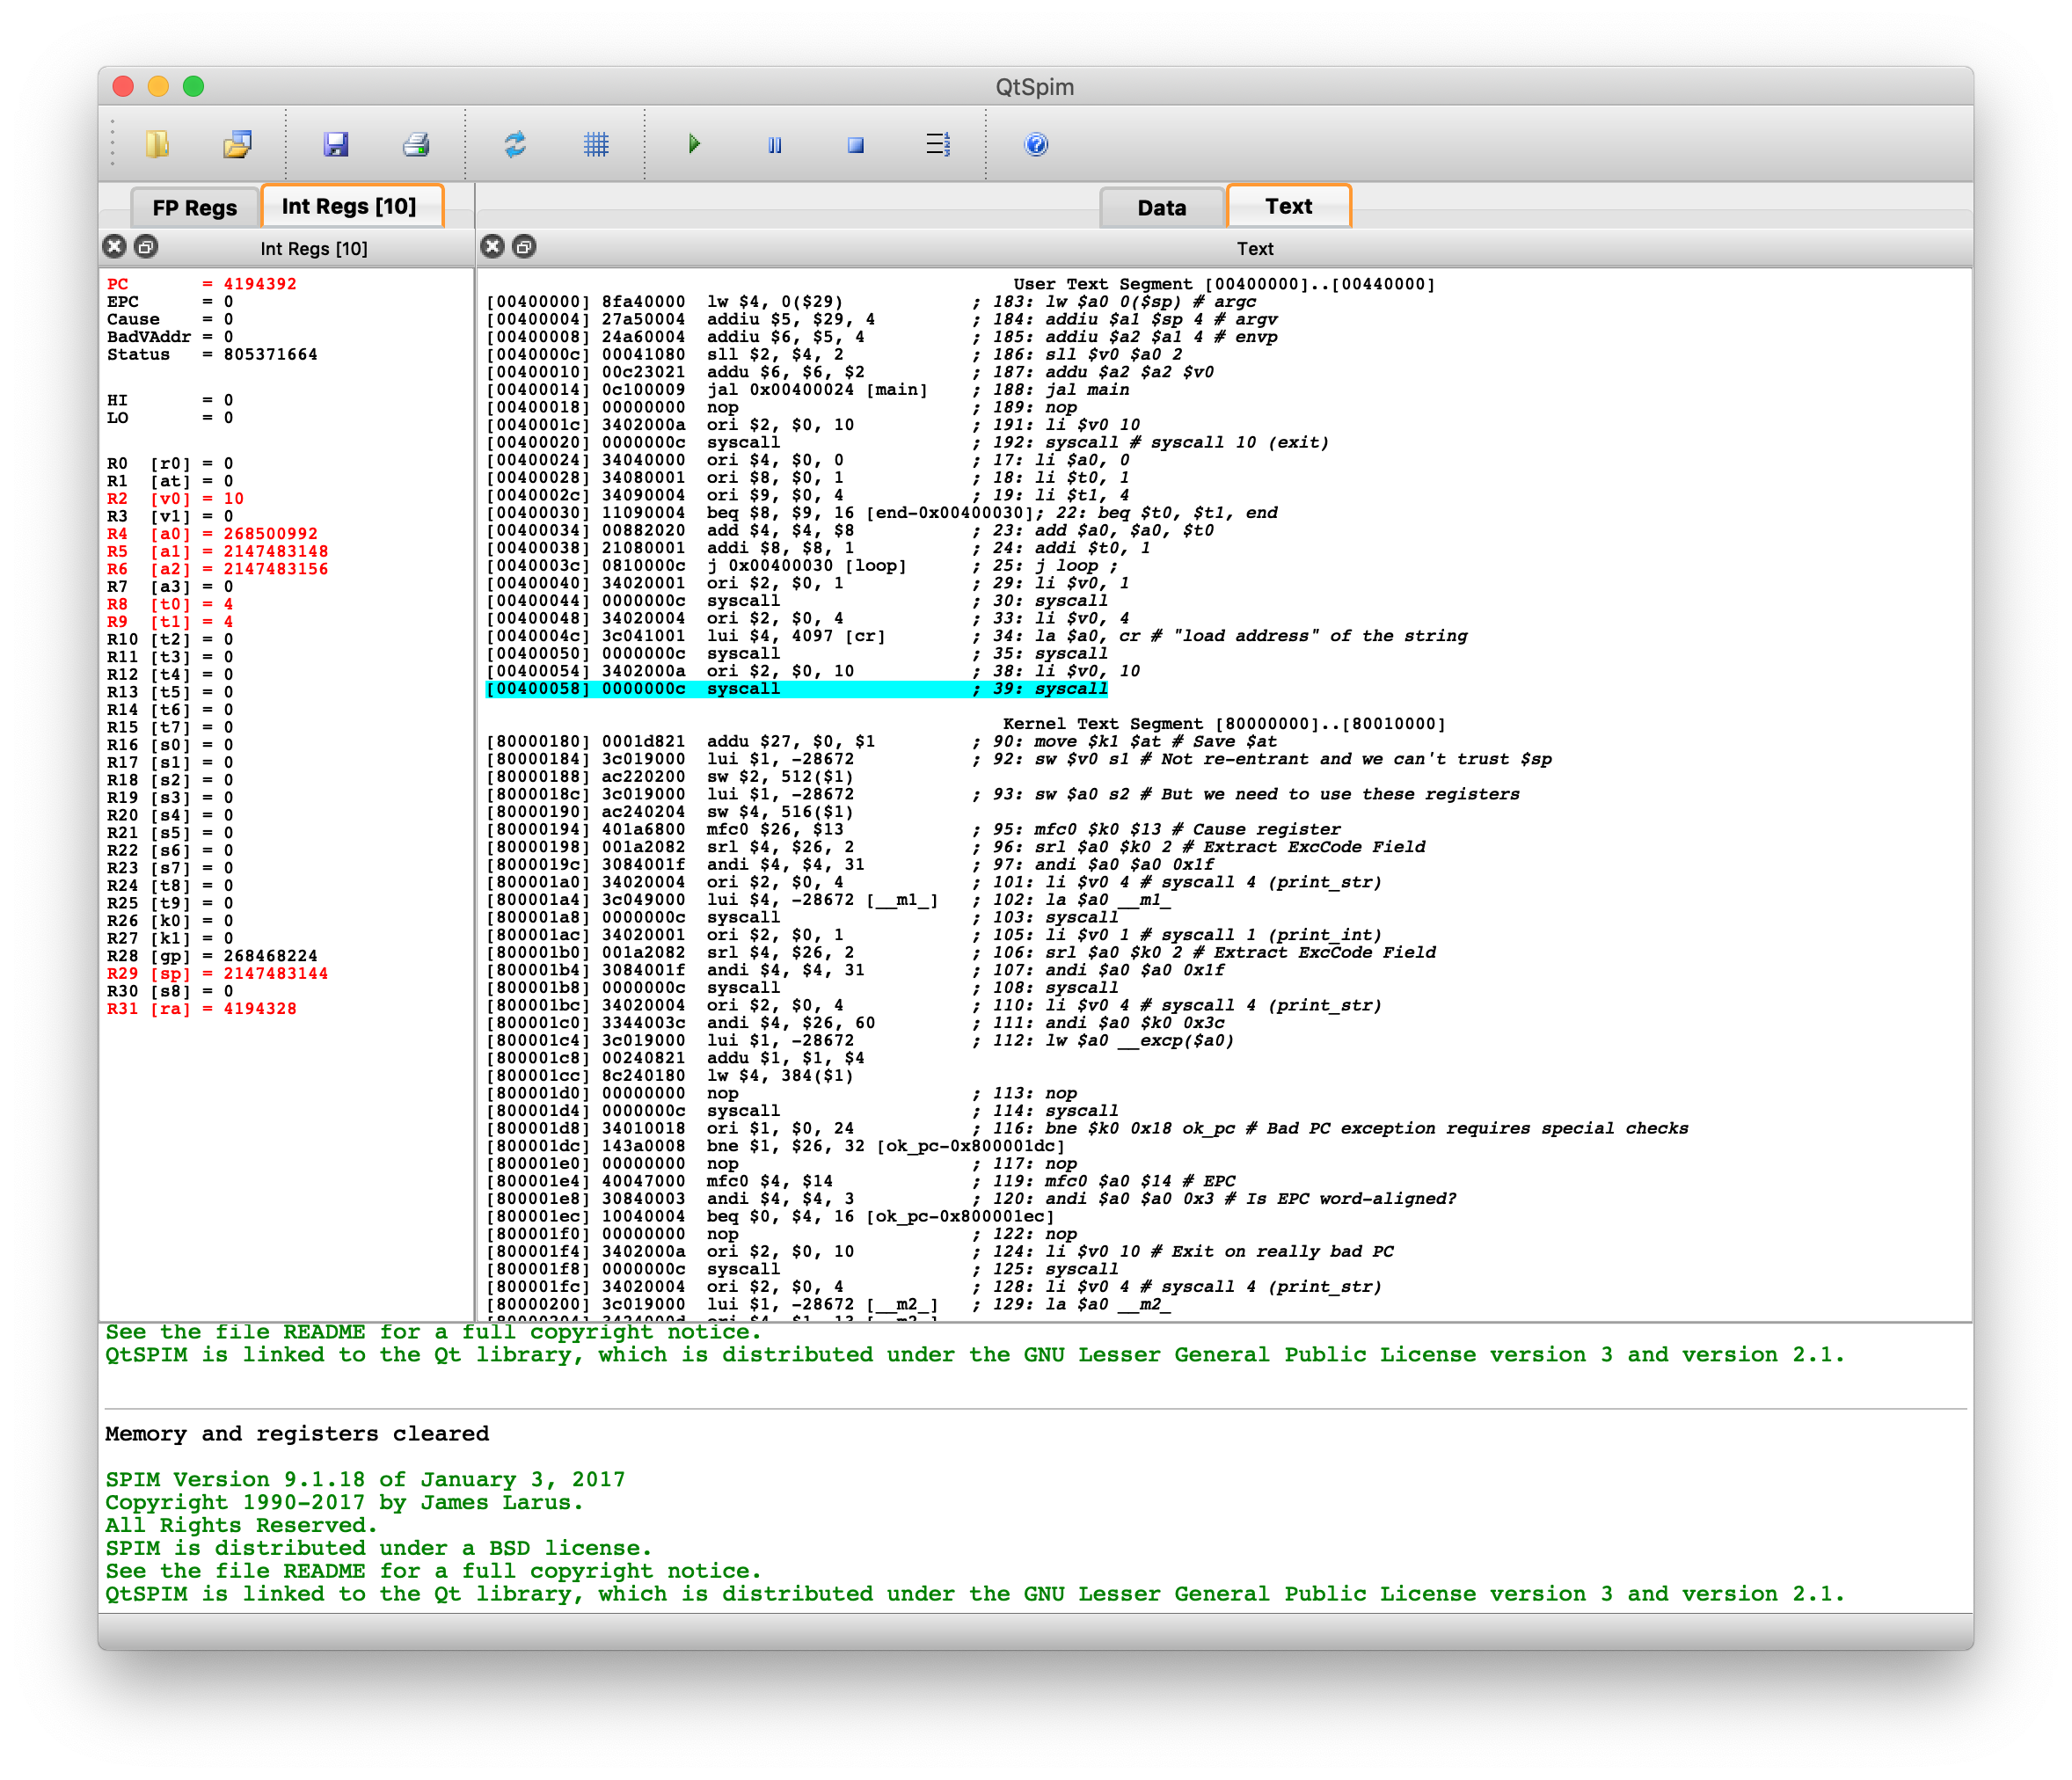 QtSpim
FP Regs
Int Regs [10]
Data
Text
Int Regs [10]
Text
PC       = 4194392
EPC      = 0
Cause    = 0
BadVAddr = 0
Status   = 805371664
HI       = 0
LO       = 0
R0  [r0] = 0
R1  [at] = 0
R2  [v0] = 10
R3  [v1] = 0
R4  [a0] = 268500992
R5  [a1] = 2147483148
R6  [a2] = 2147483156
R7  [a3] = 0
R8  [t0] = 4
R9  [t1] = 4
R10 [t2] = 0
R11 [t3] = 0
R12 [t4] = 0
R13 [t5] = 0
R14 [t6] = 0
R15 [t7] = 0
R16 [s0] = 0
R17 [s1] = 0
R18 [s2] = 0
R19 [s3] = 0
R20 [s4] = 0
R21 [s5] = 0
R22 [s6] = 0
R23 [s7] = 0
R24 [t8] = 0
R25 [t9] = 0
R26 [k0] = 0
R27 [k1] = 0
R28 [gp] = 268468224
R29 [sp] = 2147483144
R30 [s8] = 0
R31 [ra] = 4194328
User Text Segment [00400000]..[00440000]
[00400000] 8fa40000  lw $4, 0($29)            ; 183: lw $a0 0($sp) # argc
[00400004] 27a50004  addiu $5, $29, 4         ; 184: addiu $a1 $sp 4 # argv
[00400008] 24a60004  addiu $6, $5, 4          ; 185: addiu $a2 $a1 4 # envp
[0040000c] 00041080  sll $2, $4, 2            ; 186: sll $v0 $a0 2
[00400010] 00c23021  addu $6, $6, $2          ; 187: addu $a2 $a2 $v0
[00400014] 0c100009  jal 0x00400024 [main]    ; 188: jal main
[00400018] 00000000  nop                      ; 189: nop
[0040001c] 3402000a  ori $2, $0, 10           ; 191: li $v0 10
[00400020] 0000000c  syscall                  ; 192: syscall # syscall 10 (exit)
[00400024] 34040000  ori $4, $0, 0            ; 17: li $a0, 0
[00400028] 34080001  ori $8, $0, 1            ; 18: li $t0, 1
[0040002c] 34090004  ori $9, $0, 4            ; 19: li $t1, 4
[00400030] 11090004  beq $8, $9, 16 [end-0x00400030]; 22: beq $t0, $t1, end
[00400034] 00882020  add $4, $4, $8           ; 23: add $a0, $a0, $t0
[00400038] 21080001  addi $8, $8, 1           ; 24: addi $t0, 1
[0040003c] 0810000c  j 0x00400030 [loop]      ; 25: j loop ;
[00400040] 34020001  ori $2, $0, 1            ; 29: li $v0, 1
[00400044] 0000000c  syscall                  ; 30: syscall
[00400048] 34020004  ori $2, $0, 4            ; 33: li $v0, 4
[0040004c] 3c041001  lui $4, 4097 [cr]        ; 34: la $a0, cr # "load address" of the string
[00400050] 0000000c  syscall                  ; 35: syscall
[00400054] 3402000a  ori $2, $0, 10           ; 38: li $v0, 10
[00400058] 0000000c  syscall                  ; 39: syscall
Kernel Text Segment [80000000]..[80010000]
[80000180] 0001d821  addu $27, $0, $1         ; 90: move $k1 $at # Save $at
[80000184] 3c019000  lui $1, -28672           ; 92: sw $v0 s1 # Not re-entrant and we can't trust $sp
[80000188] ac220200  sw $2, 512($1)
[8000018c] 3c019000  lui $1, -28672           ; 93: sw $a0 s2 # But we need to use these registers
[80000190] ac240204  sw $4, 516($1)
[80000194] 401a6800  mfc0 $26, $13            ; 95: mfc0 $k0 $13 # Cause register
[80000198] 001a2082  srl $4, $26, 2           ; 96: srl $a0 $k0 2 # Extract ExcCode Field
[8000019c] 3084001f  andi $4, $4, 31          ; 97: andi $a0 $a0 0x1f
[800001a0] 34020004  ori $2, $0, 4            ; 101: li $v0 4 # syscall 4 (print_str)
[800001a4] 3c049000  lui $4, -28672 [__m1_]   ; 102: la $a0 __m1_
[800001a8] 0000000c  syscall                  ; 103: syscall
[800001ac] 34020001  ori $2, $0, 1            ; 105: li $v0 1 # syscall 1 (print_int)
[800001b0] 001a2082  srl $4, $26, 2           ; 106: srl $a0 $k0 2 # Extract ExcCode Field
[800001b4] 3084001f  andi $4, $4, 31          ; 107: andi $a0 $a0 0x1f
[800001b8] 0000000c  syscall                  ; 108: syscall
[800001bc] 34020004  ori $2, $0, 4            ; 110: li $v0 4 # syscall 4 (print_str)
[800001c0] 3344003c  andi $4, $26, 60         ; 111: andi $a0 $k0 0x3c
[800001c4] 3c019000  lui $1, -28672           ; 112: lw $a0 __excp($a0)
[800001c8] 00240821  addu $1, $1, $4
[800001cc] 8c240180  lw $4, 384($1)
[800001d0] 00000000  nop                      ; 113: nop
[800001d4] 0000000c  syscall                  ; 114: syscall
[800001d8] 34010018  ori $1, $0, 24           ; 116: bne $k0 0x18 ok_pc # Bad PC exception requires special checks
[800001dc] 143a0008  bne $1, $26, 32 [ok_pc-0x800001dc]
[800001e0] 00000000  nop                      ; 117: nop
[800001e4] 40047000  mfc0 $4, $14             ; 119: mfc0 $a0 $14 # EPC
[800001e8] 30840003  andi $4, $4, 3           ; 120: andi $a0 $a0 0x3 # Is EPC word-aligned?
[800001ec] 10040004  beq $0, $4, 16 [ok_pc-0x800001ec]
[800001f0] 00000000  nop                      ; 122: nop
[800001f4] 3402000a  ori $2, $0, 10           ; 124: li $v0 10 # Exit on really bad PC
[800001f8] 0000000c  syscall                  ; 125: syscall
[800001fc] 34020004  ori $2, $0, 4            ; 128: li $v0 4 # syscall 4 (print_str)
[80000200] 3c019000  lui $1, -28672 [__m2_]   ; 129: la $a0 __m2_
See the file README for a full copyright notice.
QtSPIM is linked to the Qt library, which is distributed under the GNU Lesser General Public License version 3 and version 2.1.
Memory and registers cleared
SPIM Version 9.1.18 of January 3, 2017
Copyright 1990-2017 by James Larus.
All Rights Reserved.
SPIM is distributed under a BSD license.
See the file README for a full copyright notice.
QtSPIM is linked to the Qt library, which is distributed under the GNU Lesser General Public License version 3 and version 2.1.